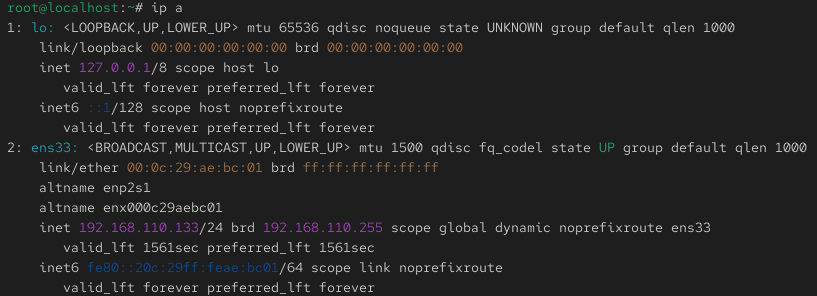 root@localhost:~# ip a
1: lo: <LOOPBACK,UP,LOWER_UP> mtu 65536 qdisc noqueue state UNKNOWN group default qlen 1000
    link/loopback 00:00:00:00:00:00 brd 00:00:00:00:00:00
    inet 127.0.0.1/8 scope host lo
       valid_lft forever preferred_lft forever
    inet6 ::1/128 scope host noprefixroute
       valid_lft forever preferred_lft forever
2: ens33: <BROADCAST,MULTICAST,UP,LOWER_UP> mtu 1500 qdisc fq_codel state UP group default qlen 1000
    link/ether 00:0c:29:ae:bc:01 brd ff:ff:ff:ff:ff:ff
    altname enp2s1
    altname enx000c29aebc01
    inet 192.168.110.133/24 brd 192.168.110.255 scope global dynamic noprefixroute ens33
       valid_lft 1561sec preferred_lft 1561sec
    inet6 fe80::20c:29ff:feae:bc01/64 scope link noprefixroute
       valid_lft forever preferred_lft forever